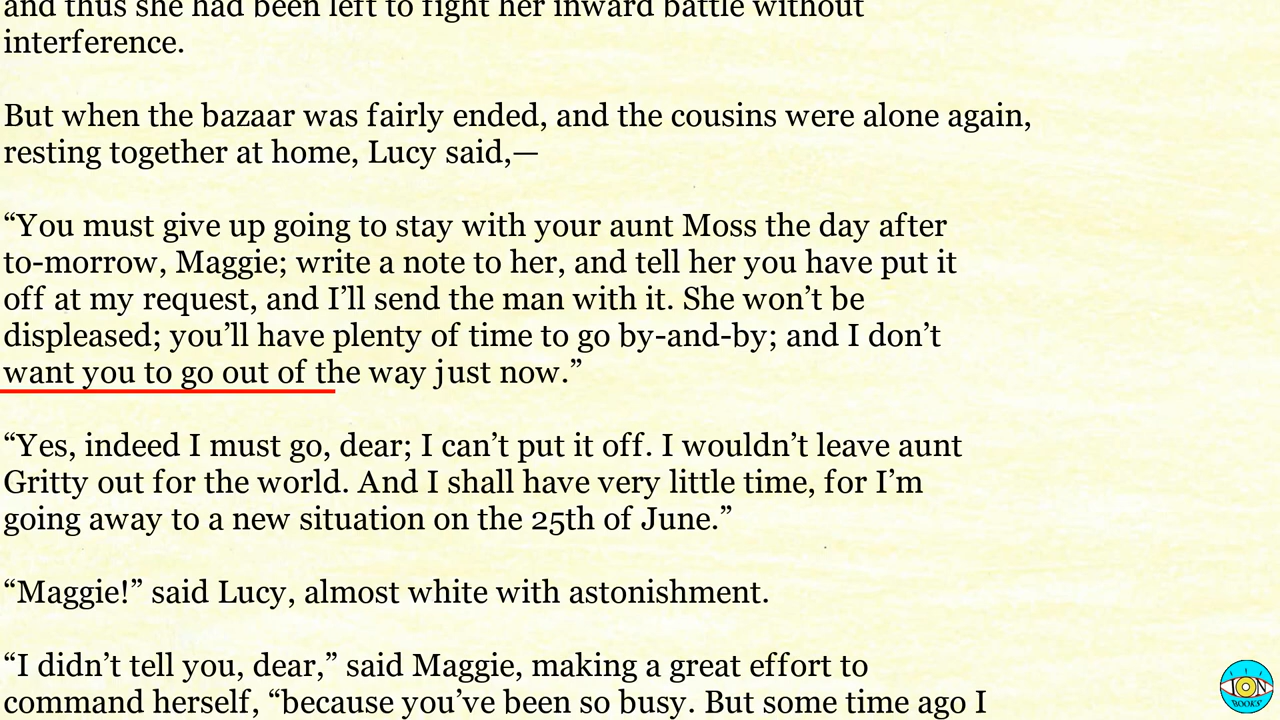 and thus she had been left to fight her inward battle without
interference.
But when the bazaar was fairly ended, and the cousins were alone again,
resting together at home, Lucy said,—
“You must give up going to stay with your aunt Moss the day after
to-morrow, Maggie; write a note to her, and tell her you have put it
off at my request, and I’ll send the man with it. She won’t be
displeased; you’ll have plenty of time to go by-and-by; and I don’t
want you to go out of the way just now.”
“Yes, indeed I must go, dear; I can’t put it off. I wouldn’t leave aunt
Gritty out for the world. And I shall have very little time, for I’m
going away to a new situation on the 25th of June.”
“Maggie!” said Lucy, almost white with astonishment.
“I didn’t tell you, dear,” said Maggie, making a great effort to
command herself, “because you’ve been so busy. But some time ago I
ION
BOOKS